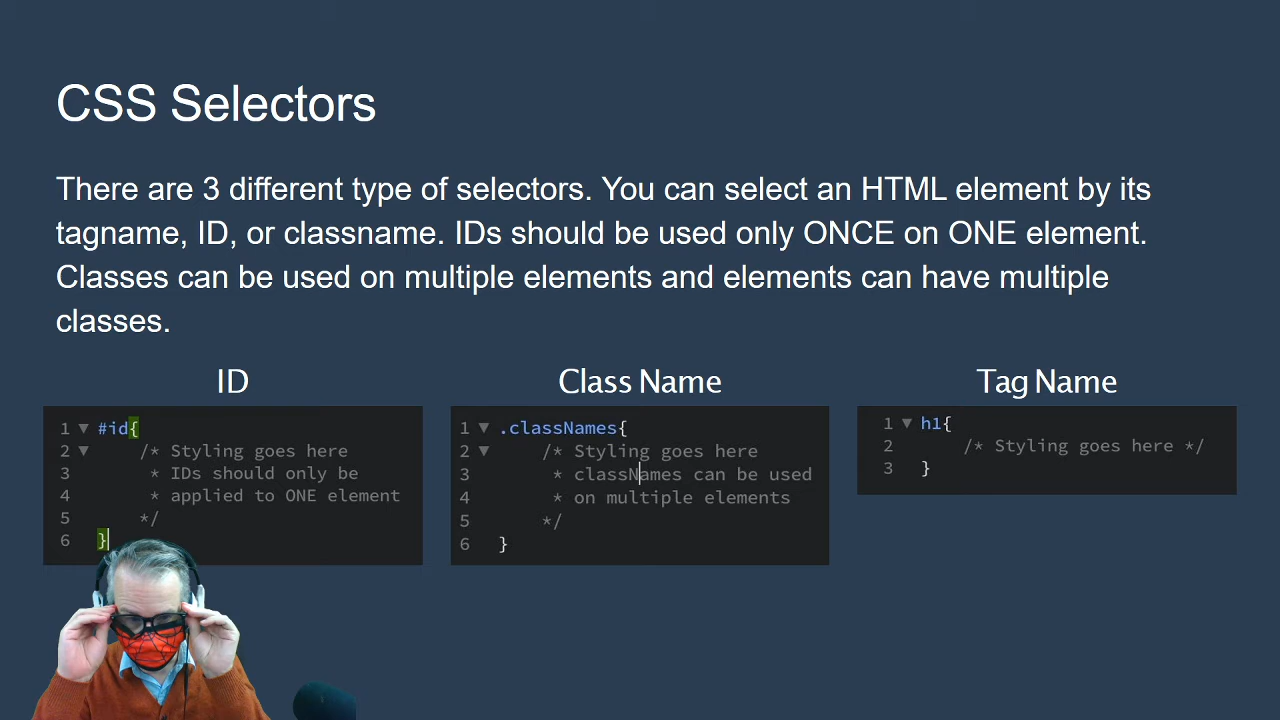 CSS Selectors
There are 3 different type of selectors. You can select an HTML element by its
tagname, ID, or classname. IDs should be used only ONCE on ONE element.
Classes can be used on multiple elements and elements can have multiple
classes.
ID
1 #id{
2 /* Styling goes here
3 * IDs should only be
4 * applied to ONE element
5 */
6 }
Class Name
1 .classNames{
2 /* Styling goes here
3 * classNames can be used
4 * on multiple elements
5 */
6 }
Tag Name
1 h1{
2 /* Styling goes here */
3 }